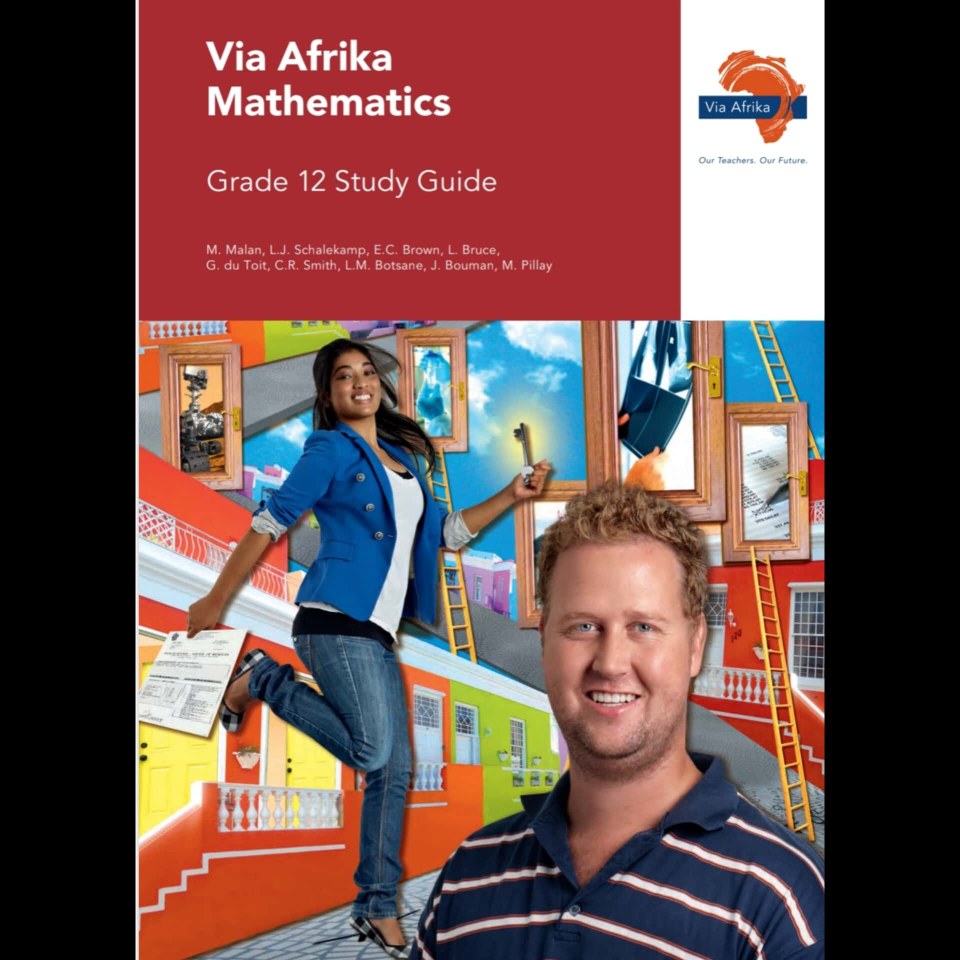 Via Afrika
Mathematics
Via Afrika
Our Teachers. Our Future.
Grade 12 Study Guide
M. Malan, L.J. Schalekamp, E.C. Brown, L. Bruce,
G. du Toit, C.R. Smith, L.M. Botsane, J. Bouman, M. Pillay